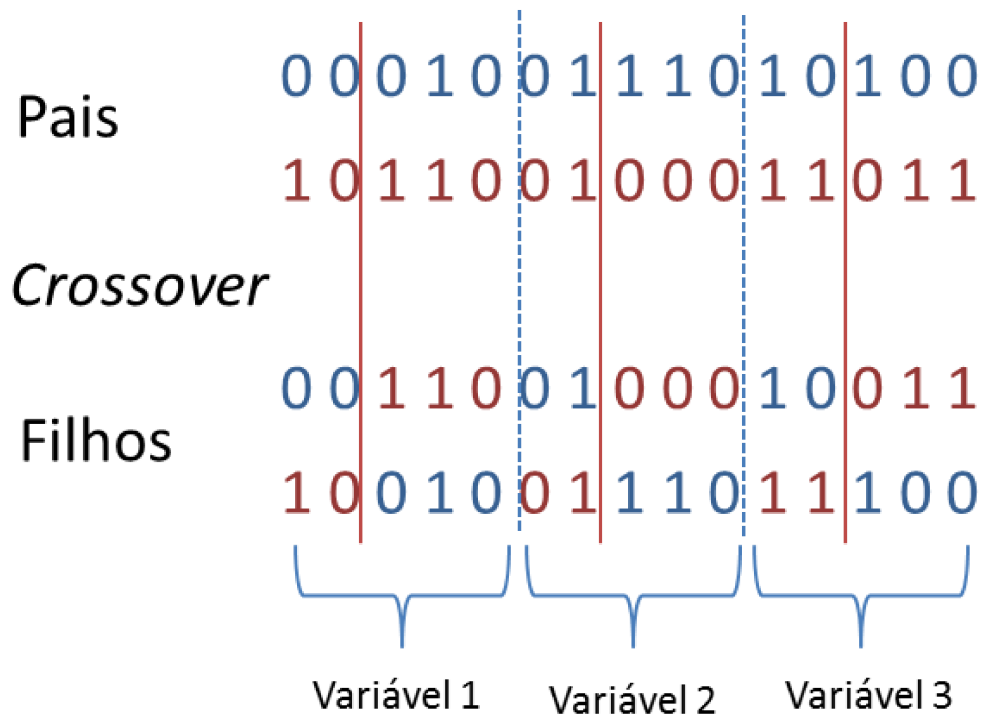 0 0 0 1 0 0 1 1 1 0 1 0 1 0 0
Pais
1 0 1 1 0 0 1 0 0 0 1 1 0 1 1
Crossover
0 0 1 1 0 0 1 0 0 0 1 0 0 1 1
Filhos
1 0 0 1 0 0 1 1 1 0 1 1 1 0 0
Variável 1 Variável 2 Variável 3